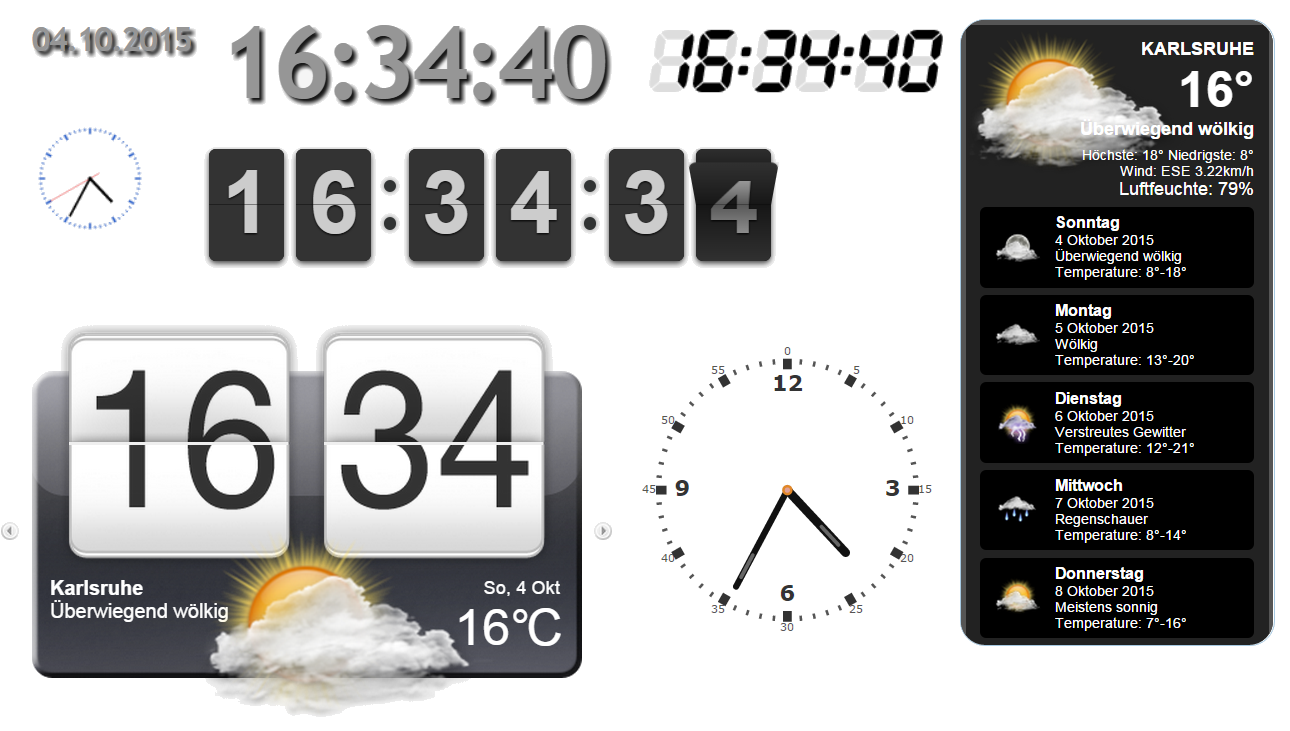 04.10.2015
16:34:40
16:34:40
16:34:34
16 34
Karlsruhe
Überwiegend wölkig
So, 4 Okt
16°C
0
5
10
15
20
25
30
35
40
45
50
55
12
3
6
9
KARLSRUHE
16°
Überwiegend wölkig
Höchste: 18° Niedrigste: 8°
Wind: ESE 3.22km/h
Luftfeuchte: 79%
Sonntag
4 Oktober 2015
Überwiegend wölkig
Temperature: 8°-18°
Montag
5 Oktober 2015
Wölkig
Temperature: 13°-20°
Dienstag
6 Oktober 2015
Verstreutes Gewitter
Temperature: 12°-21°
Mittwoch
7 Oktober 2015
Regenschauer
Temperature: 8°-14°
Donnerstag
8 Oktober 2015
Meistens sonnig
Temperature: 7°-16°